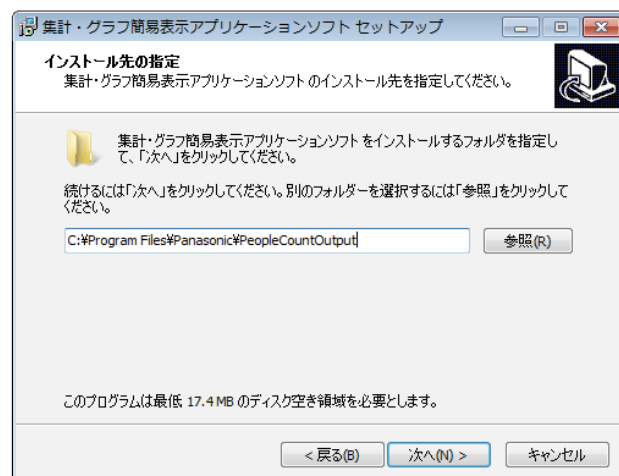 集計・グラフ簡易表示アプリケーションソフト セットアップ
インストール先の指定
集計・グラフ簡易表示アプリケーションソフト のインストール先を指定してください。
集計・グラフ簡易表示アプリケーションソフト をインストールするフォルダを指定し
て、「次へ」をクリックしてください。
続けるには「次へ」をクリックしてください。別のフォルダーを選択するには「参照」をクリックして
ください。
C:¥Program Files¥Panasonic¥PeopleCountOutput
参照(R)
このプログラムは最低 17.4 MB のディスク空き領域を必要とします。
< 戻る(B)
次へ(N) >
キャンセル